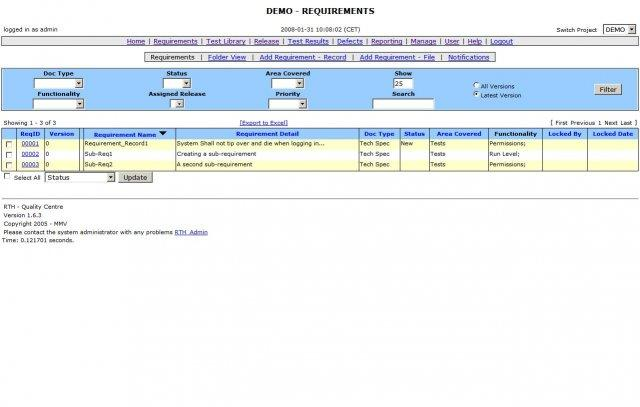 DEMO - REQUIREMENTS
logged in as admin 2008-01-31 10:08:02 (CET) Switch Project DEMO
Home | Requirements | Test Library | Release | Test Results | Defects | Reporting | Manage | User | Help | Logout
Requirements | Folder View | Add Requirement - Record | Add Requirement - File | Notifications
Doc Type Status Area Covered Show
25 All Versions
Functionality Assigned Release Priority Search Latest Version Filter
Showing 1 - 3 of 3 [Export to Excel] [ First Previous 1 Next Last ]
ReqID Version Requirement Name Requirement Detail Doc Type Status Area Covered Functionality Locked By Locked Date
00001 0 Requirement_Record1 System Shall not tip over and die when logging in... Tech Spec New Tests Permissions;
00002 0 Sub-Req1 Creating a sub-requirement Tech Spec Tests Run Level;
00003 0 Sub-Req2 A second sub-requirement Tech Spec Tests Permissions;
Select All Status Update
RTH - Quality Centre
Version 1.6.3
Copyright 2005 - MMV
Please contact the system administrator with any problems RTH_Admin
Time: 0.121701 seconds.